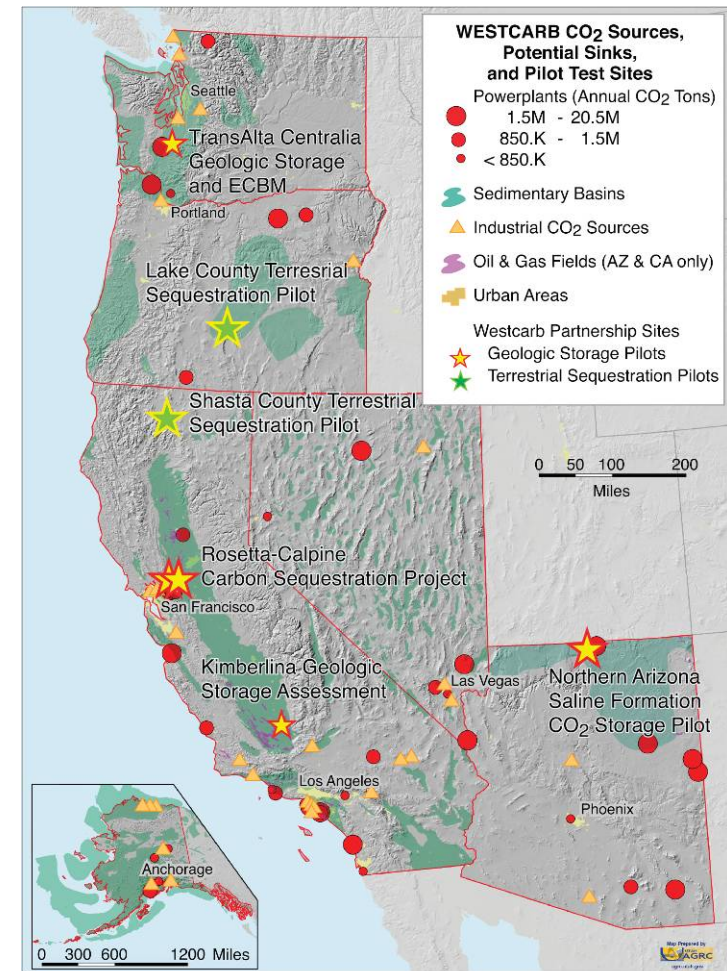 WESTCARB CO2 Sources,
Potential Sinks,
and Pilot Test Sites
Powerplants (Annual CO2 Tons)
1.5M - 20.5M
850.K - 1.5M
< 850.K
Sedimentary Basins
Industrial CO2 Sources
Oil & Gas Fields (AZ & CA only)
Urban Areas
Westcarb Partnership Sites
Geologic Storage Pilots
Terrestrial Sequestration Pilots
Seattle
TransAlta Centralia
Geologic Storage
and ECBM
Portland
Lake County Terresrial
Sequestration Pilot
Shasta County Terrestrial
Sequestration Pilot
0 50 100 200
Miles
Rosetta-Calpine
Carbon Sequestration Project
San Francisco
Kimberlina Geologic
Storage Assessment
Las Vegas
Northern Arizona
Saline Formation
CO2 Storage Pilot
Los Angeles
Phoenix
Anchorage
0 300 600 1200 Miles
Map Prepared by
AGRC